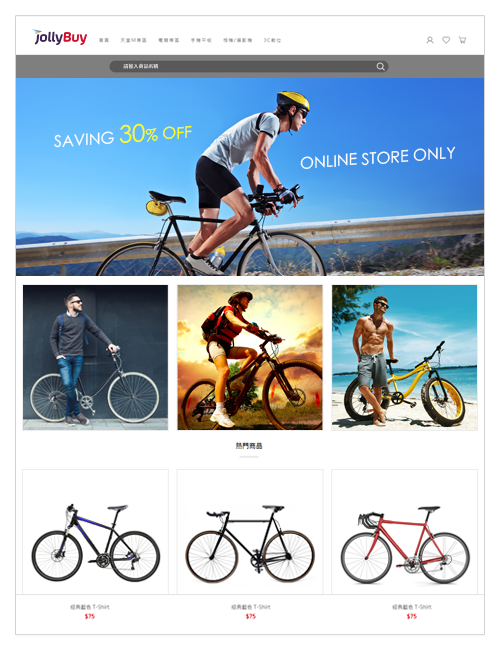 jollyBuy
首頁 天堂M專區 電競專區 手機平板 相機/攝影機 3C數位
請輸入商品名稱
SAVING 30% OFF
ONLINE STORE ONLY
熱門商品
經典藍色 T-Shirt
$75
經典藍色 T-Shirt
$75
經典藍色 T-Shirt
$75